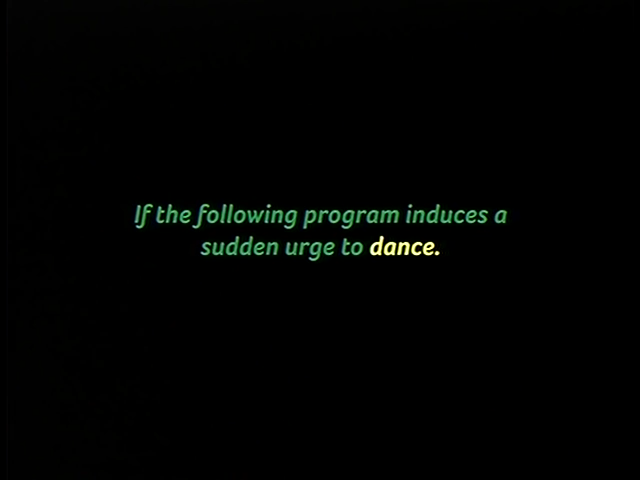 If the following program induces a
sudden urge to dance.